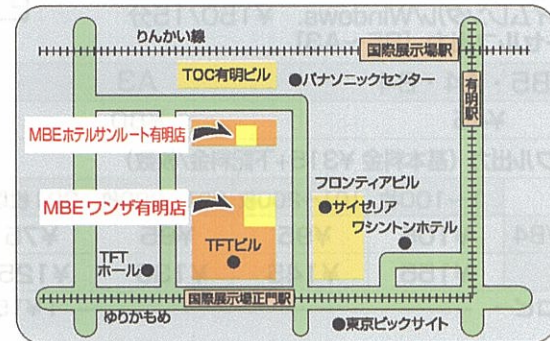 りんかい線
国際展示場駅
TOC有明ビル
●パナソニックセンター
有明駅
MBEホテルサンルート有明店
フロンティアビル
MBEワンザ有明店
●サイゼリア
ワシントンホテル
TFTビル
TFT
ホール●
国際展示場正門駅
ゆりかもめ
●東京ビックサイト